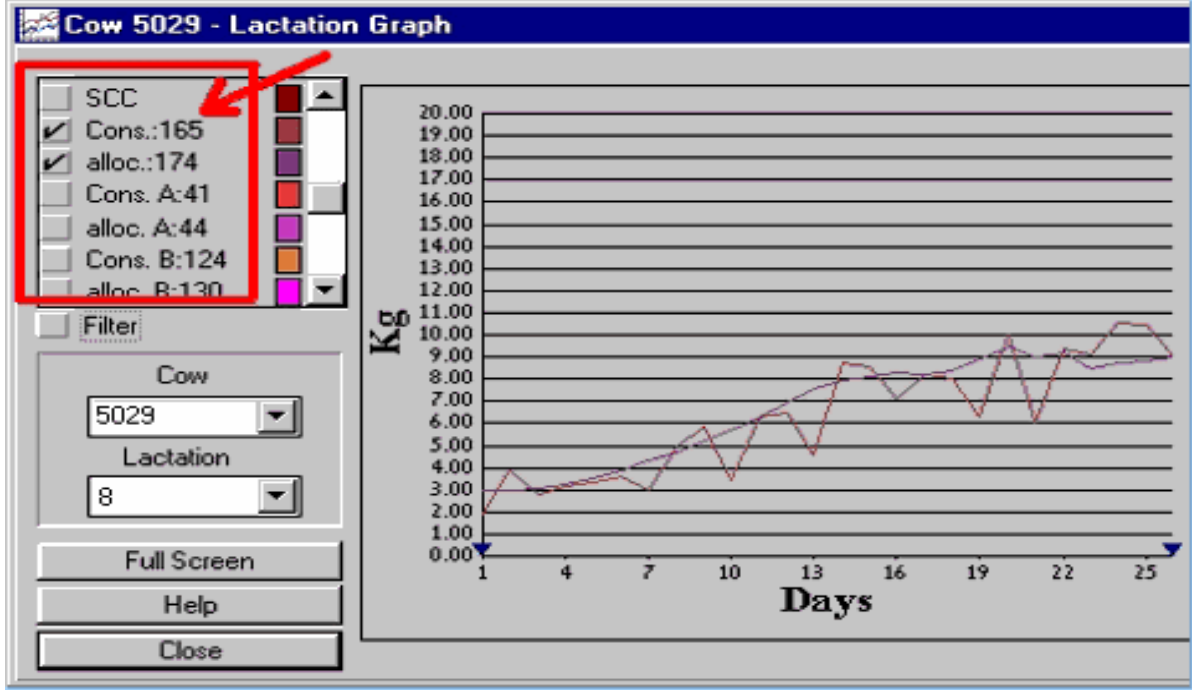 Cow 5029 - Lactation Graph
SCC
Cons.:165
alloc.:174
Cons. A:41
alloc. A:44
Cons. B:124
alloc. B:130
Filter
Cow
5029
Lactation
8
Full Screen
Help
Close
Kg
20.00
19.00
18.00
17.00
16.00
15.00
14.00
13.00
12.00
11.00
10.00
9.00
8.00
7.00
6.00
5.00
4.00
3.00
2.00
1.00
0.00
1 4 7 10 13 16 19 22 25
Days